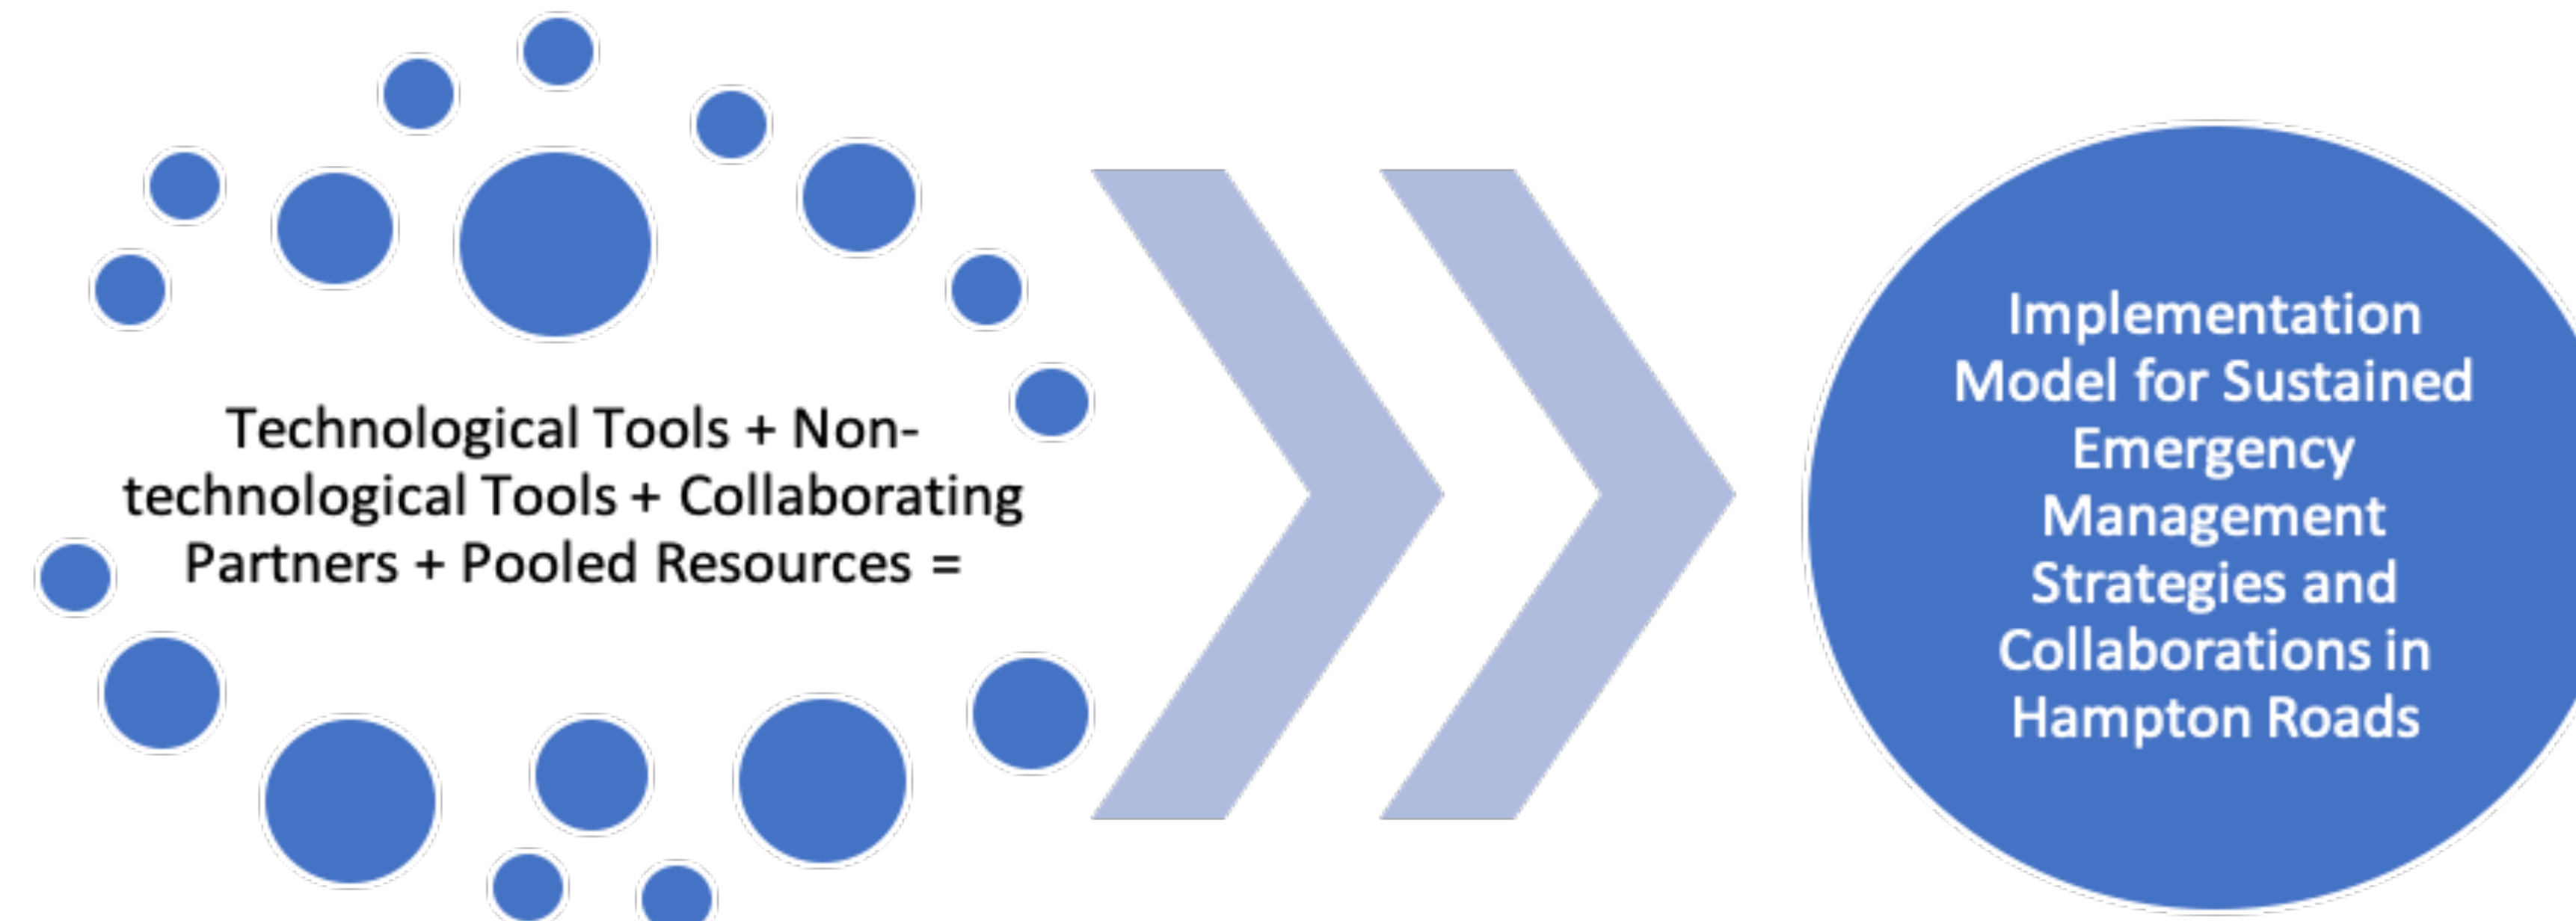 Technological Tools + Non-
technological Tools + Collaborating
Partners + Pooled Resources =
Implementation
Model for Sustained
Emergency
Management
Strategies and
Collaborations in
Hampton Roads